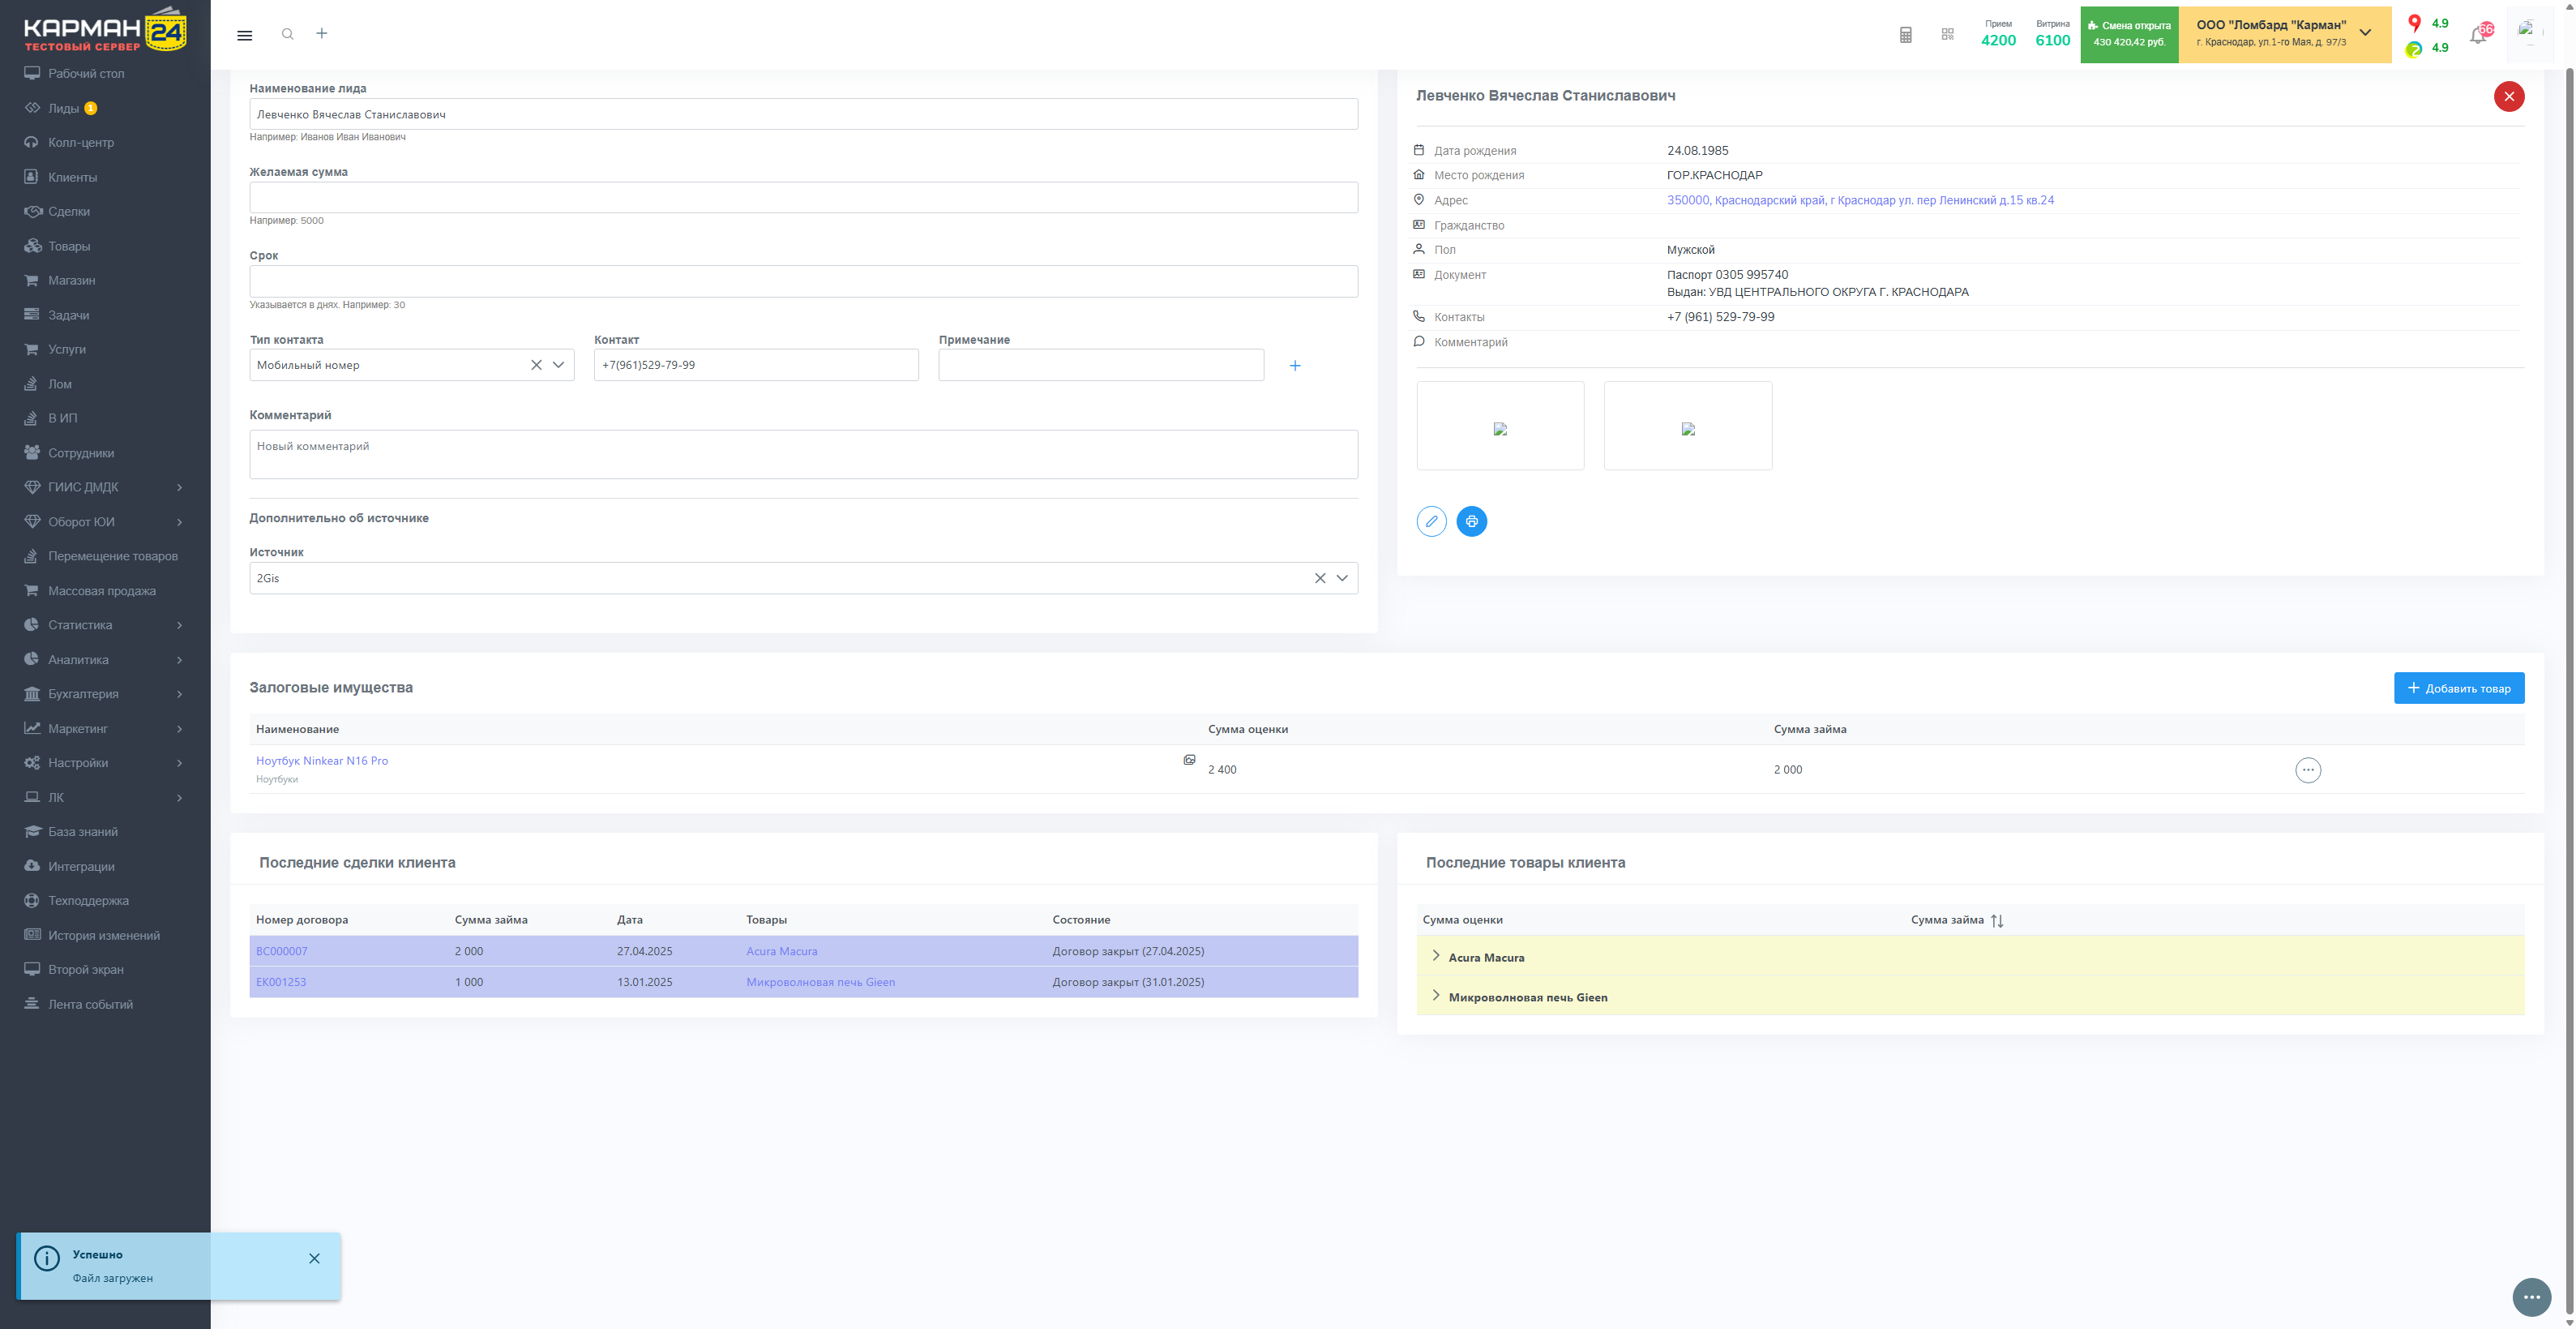 КАРМАН 24
ТЕСТОВЫЙ СЕРВЕР
Рабочий стол
Лиды 1
Колл-центр
Клиенты
Сделки
Товары
Магазин
Задачи
Услуги
Лом
В ИП
Сотрудники
ГИИС ДМДК
Оборот ЮИ
Перемещение товаров
Массовая продажа
Статистика
Аналитика
Бухгалтерия
Маркетинг
Настройки
ЛК
База знаний
Интеграции
Техподдержка
История изменений
Второй экран
Лента событий
Прием
4200
Витрина
6100
Смена открыта
430 420,42 руб.
ООО "Ломбард "Карман"
г. Краснодар, ул.1-го Мая, д. 97/3
4.9
4.9
Наименование лида
Левченко Вячеслав Станиславович
Например: Иванов Иван Иванович
Желаемая сумма
Например: 5000
Срок
Указывается в днях. Например: 30
Тип контакта Контакт Примечание
Мобильный номер +7(961)529-79-99
Комментарий
Новый комментарий
Дополнительно об источнике
Источник
2Gis
Левченко Вячеслав Станиславович
Дата рождения 24.08.1985
Место рождения ГОР.КРАСНОДАР
Адрес 350000, Краснодарский край, г Краснодар ул. пер Ленинский д.15 кв.24
Гражданство
Пол Мужской
Документ Паспорт 0305 995740
Выдан: УВД ЦЕНТРАЛЬНОГО ОКРУГА Г. КРАСНОДАРА
Контакты +7 (961) 529-79-99
Комментарий
Залоговые имущества
Добавить товар
Наименование Сумма оценки Сумма займа
Ноутбук Ninkear N16 Pro 2 400 2 000
Ноутбуки
Последние сделки клиента
Номер договора Сумма займа Дата Товары Состояние
ВС000007 2 000 27.04.2025 Acura Macura Договор закрыт (27.04.2025)
ЕК001253 1 000 13.01.2025 Микроволновая печь Gieen Договор закрыт (31.01.2025)
Последние товары клиента
Сумма оценки Сумма займа
Acura Macura
Микроволновая печь Gieen
Успешно
Файл загружен